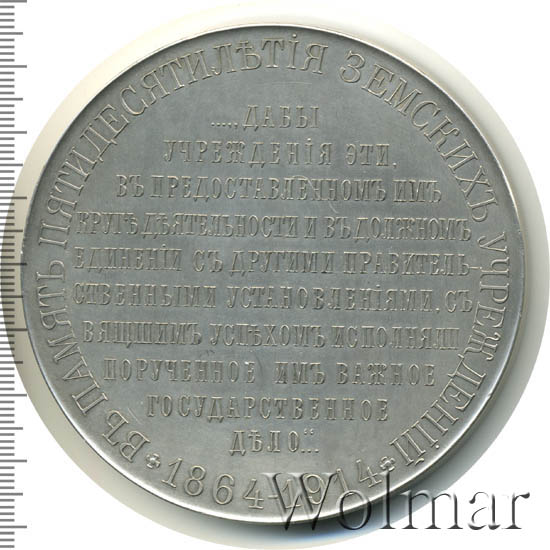 ВЪ ПАМЯТЬ ПЯТИДЕСЯТИЛѢТІЯ ЗЕМСКИХЪ УЧРЕЖДЕНІЙ
.....ДАБЫ
УЧРЕЖДЕНІЯ ЭТИ,
ВЪ ПРЕДОСТАВЛЕННОМЪ ИМЪ
КРУГѢ ДѢЯТЕЛЬНОСТИ И ВЪ ДОЛЖНОМЪ
ЕДИНЕНІИ СЪ ДРУГИМИ ПРАВИТЕЛЬ-
СТВЕННЫМИ УСТАНОВЛЕНІЯМИ, СЪ
ВЯЩШИМЪ УСПѢХОМЪ ИСПОЛНЯЛИ
ПОРУЧЕННОЕ ИМЪ ВАЖНОЕ
ГОСУДАРСТВЕННОЕ
ДѢЛО"...
1864-1914
Wolmar